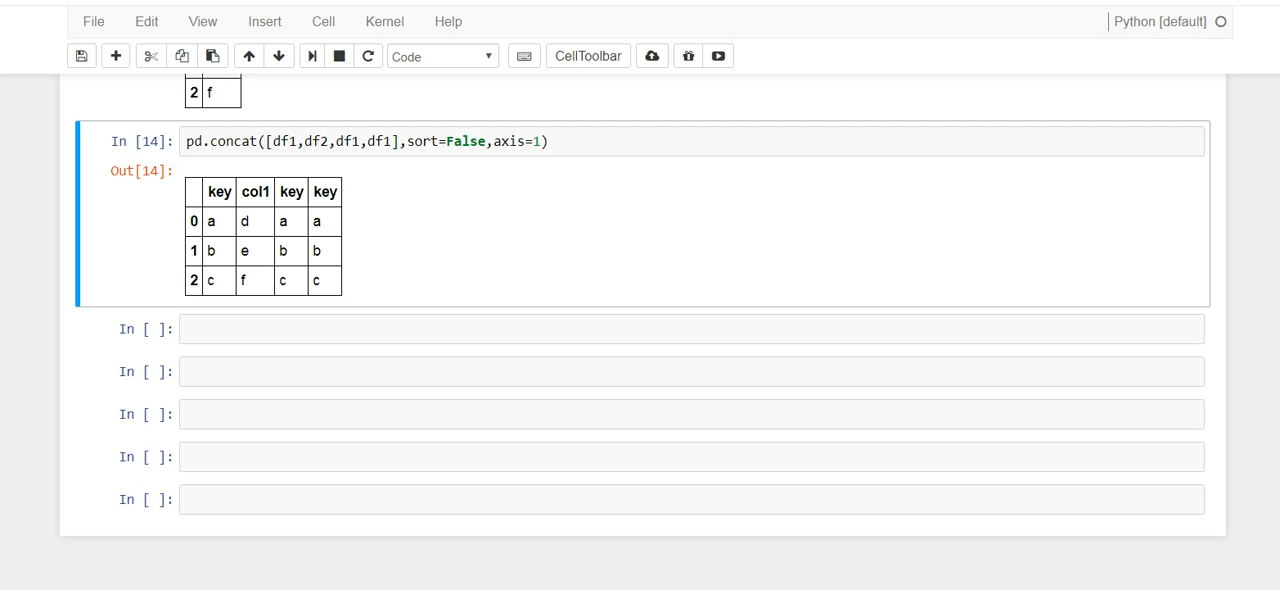 File Edit View Insert Cell Kernel Help Python [default]
Code CellToolbar
2 f
In [14]: pd.concat([df1,df2,df1,df1],sort=False,axis=1)
Out[14]:
key col1 key key
0 a d a a
1 b e b b
2 c f c c
In [ ]:
In [ ]:
In [ ]:
In [ ]:
In [ ]: